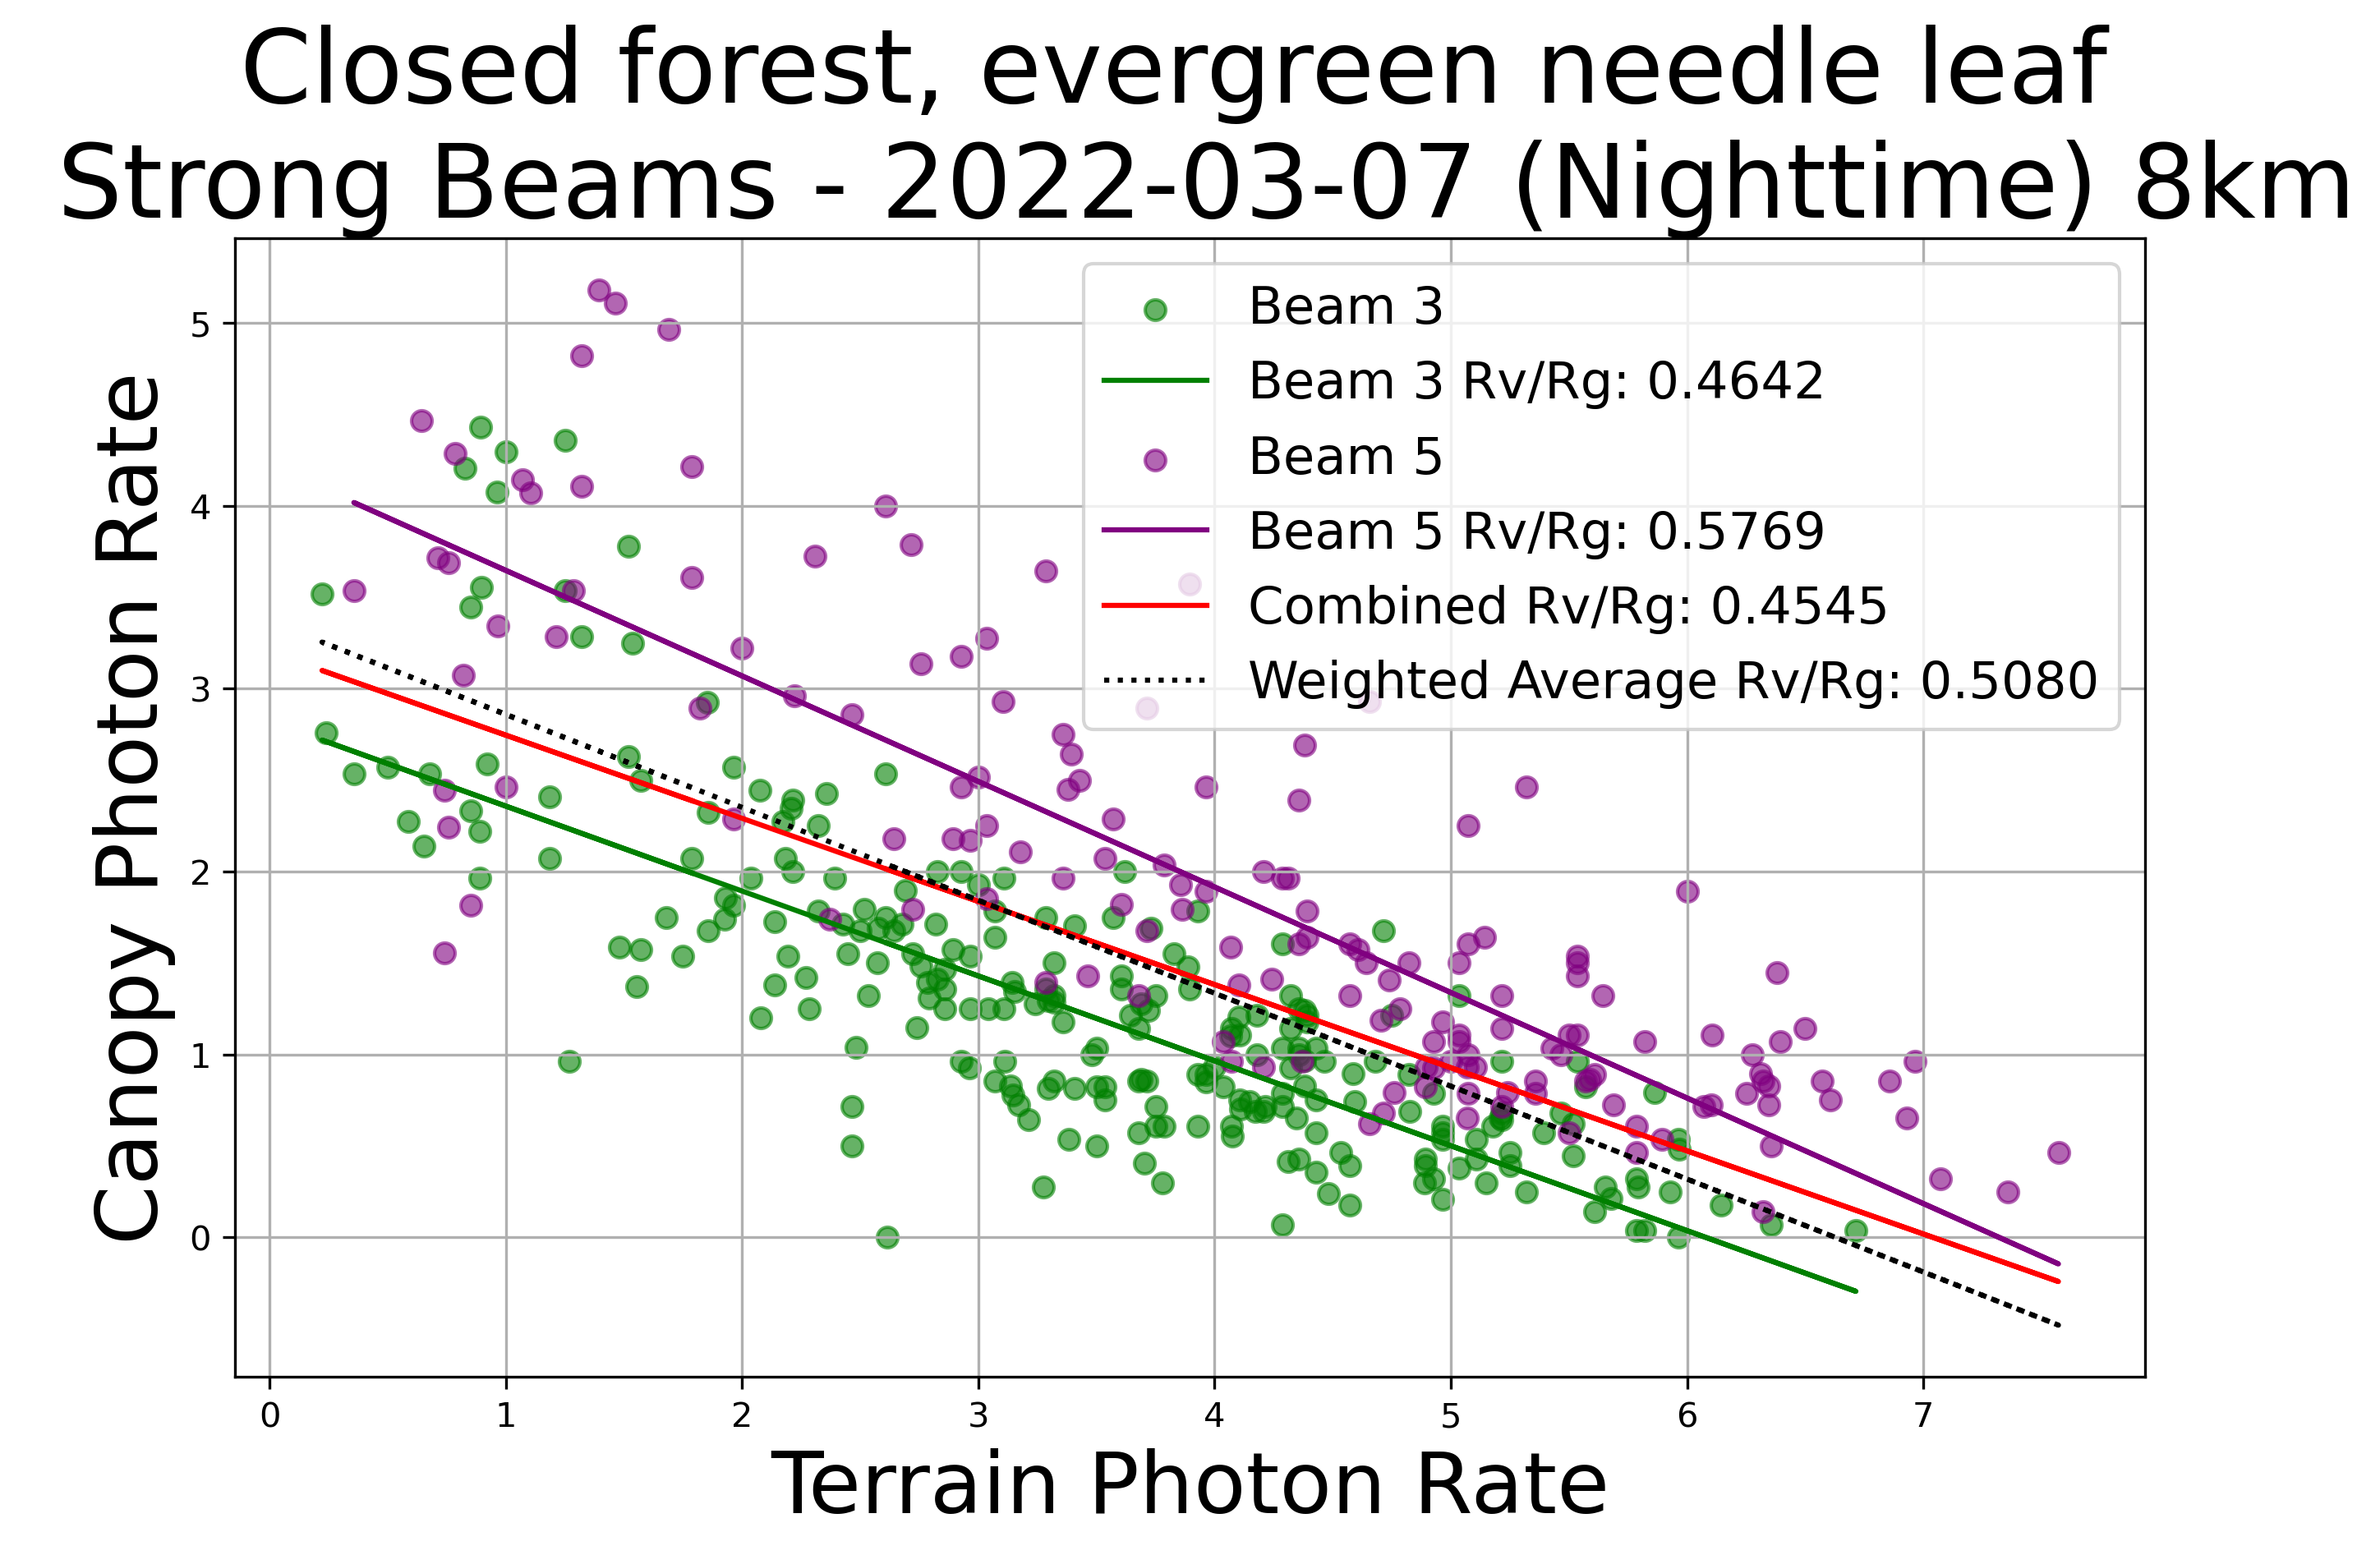 Closed forest, evergreen needle leaf
Strong Beams - 2022-03-07 (Nighttime) 8km
Beam 3
Beam 3 Rv/Rg: 0.4642
Beam 5
Beam 5 Rv/Rg: 0.5769
Combined Rv/Rg: 0.4545
Weighted Average Rv/Rg: 0.5080
Canopy Photon Rate
5
4
3
2
1
0
0 1 2 3 4 5 6 7
Terrain Photon Rate